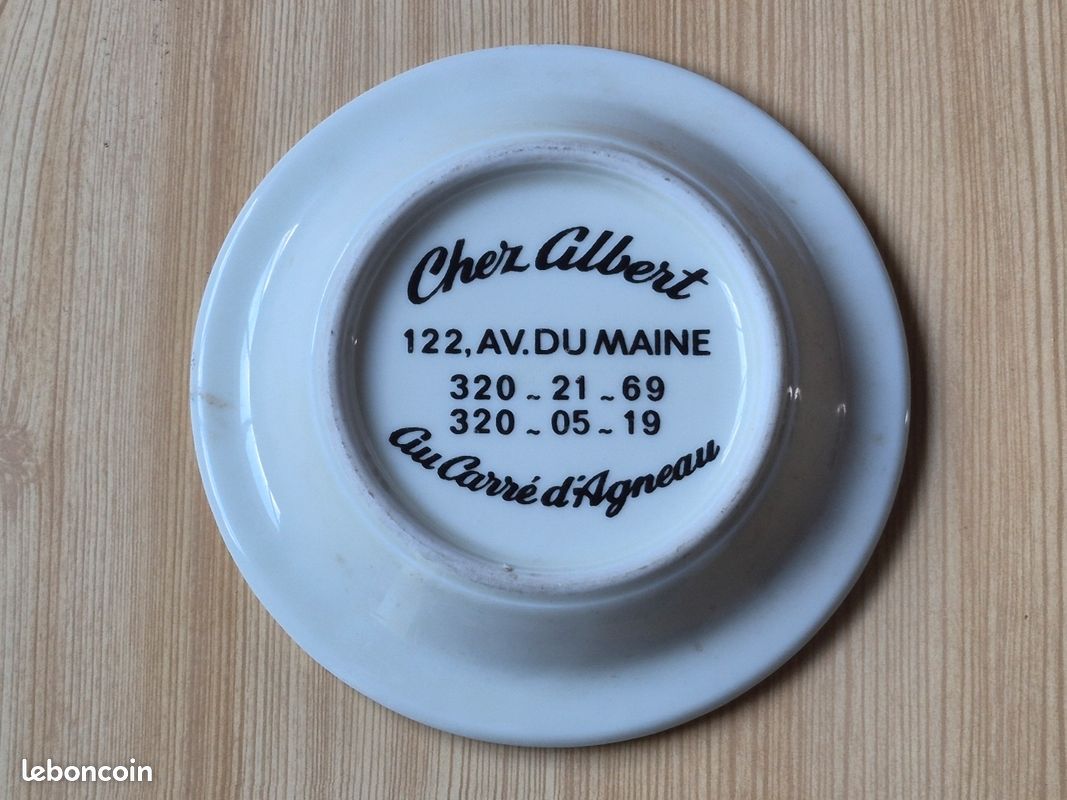 Chez Albert
122, AV. DU MAINE
320 ~ 21 ~ 69
320 ~ 05 ~ 19
au Carré d'Agneau
leboncoin